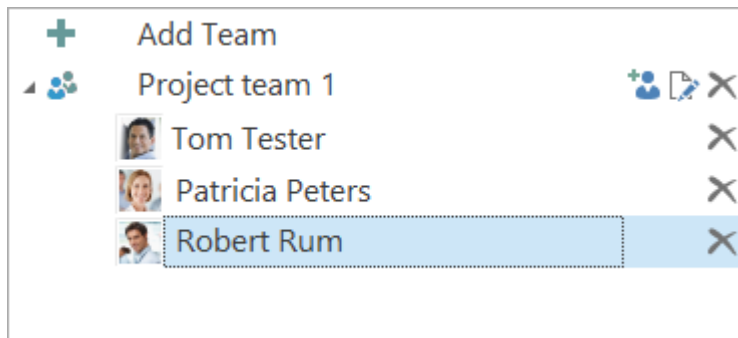 Add Team
Project team 1
Tom Tester
Patricia Peters
Robert Rum